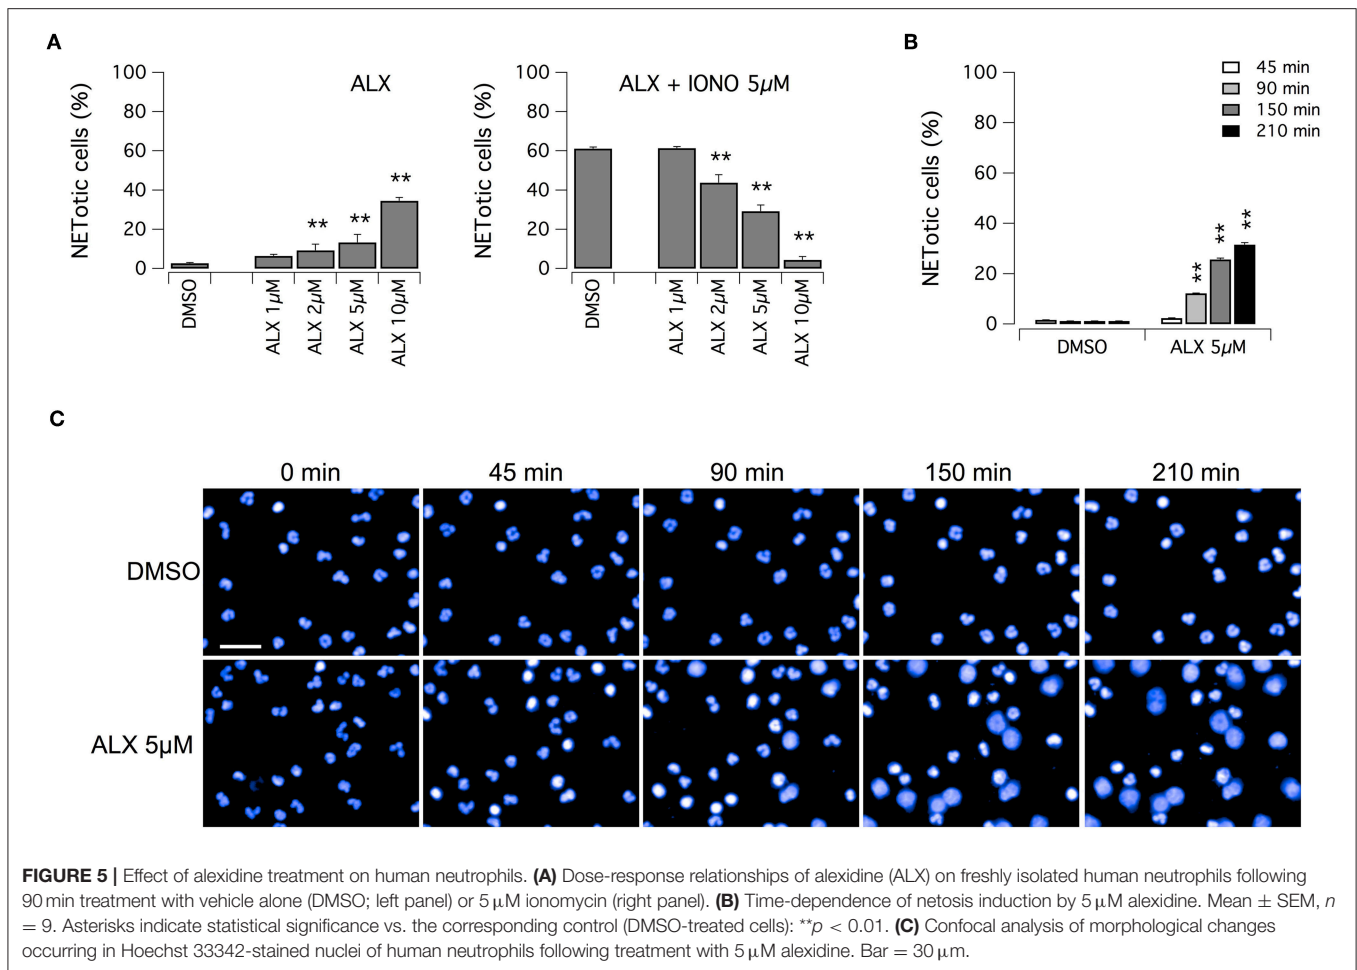 A
NETotic cells (%)
100
80
60
40
20
0
ALX
**
**
**
DMSO
ALX 1µM
ALX 2µM
ALX 5µM
ALX 10µM
NETotic cells (%)
100
80
60
40
20
0
ALX + IONO 5µM
**
**
**
DMSO
ALX 1µM
ALX 2µM
ALX 5µM
ALX 10µM
B
NETotic cells (%)
100
80
60
40
20
0
45 min
90 min
150 min
210 min
**
**
**
DMSO
ALX 5µM
C
0 min
45 min
90 min
150 min
210 min
DMSO
ALX 5µM
FIGURE 5 | Effect of alexidine treatment on human neutrophils. (A) Dose-response relationships of alexidine (ALX) on freshly isolated human neutrophils following
90 min treatment with vehicle alone (DMSO; left panel) or 5 µM ionomycin (right panel). (B) Time-dependence of netosis induction by 5 µM alexidine. Mean ± SEM, n
= 9. Asterisks indicate statistical significance vs. the corresponding control (DMSO-treated cells): **p < 0.01. (C) Confocal analysis of morphological changes
occurring in Hoechst 33342-stained nuclei of human neutrophils following treatment with 5 µM alexidine. Bar = 30 µm.